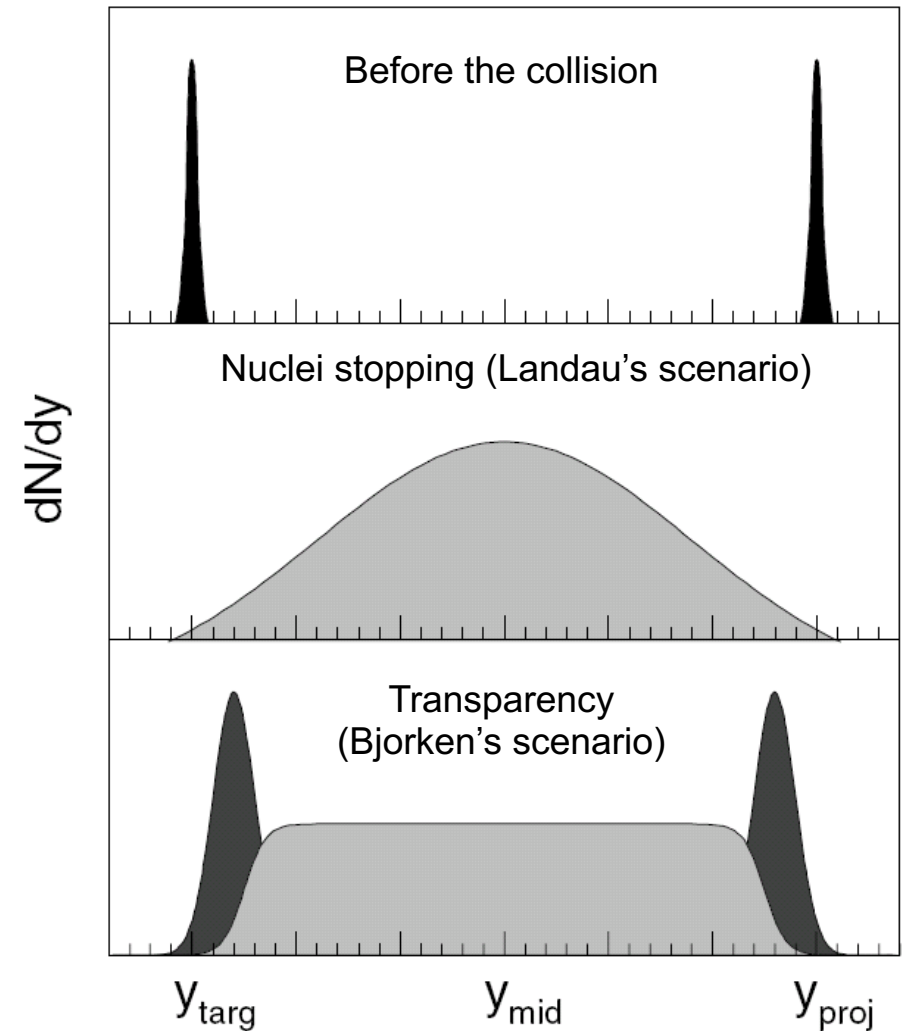 Before the collision
Nuclei stopping (Landau’s scenario)
dN/dy
Transparency
(Bjorken’s scenario)
y_targ y_mid y_proj